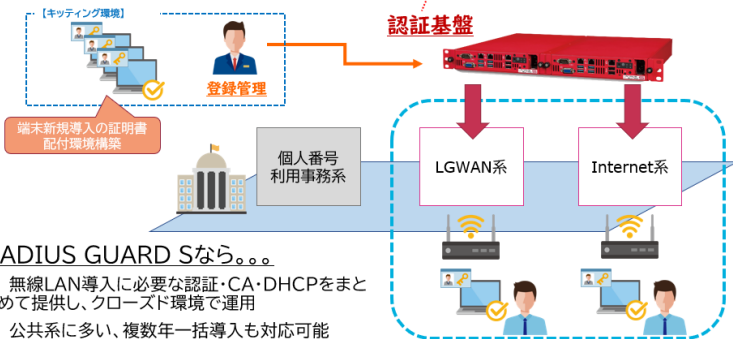 【キッティング環境】
認証基盤
登録管理
端末新規導入の証明書
配付環境構築
個人番号
利用事務系
LGWAN系
Internet系
ADIUS GUARD Sなら。。。
無線LAN導入に必要な認証・CA・DHCPをまと
めて提供し、クローズド環境で運用
公共系に多い、複数年一括導入も対応可能